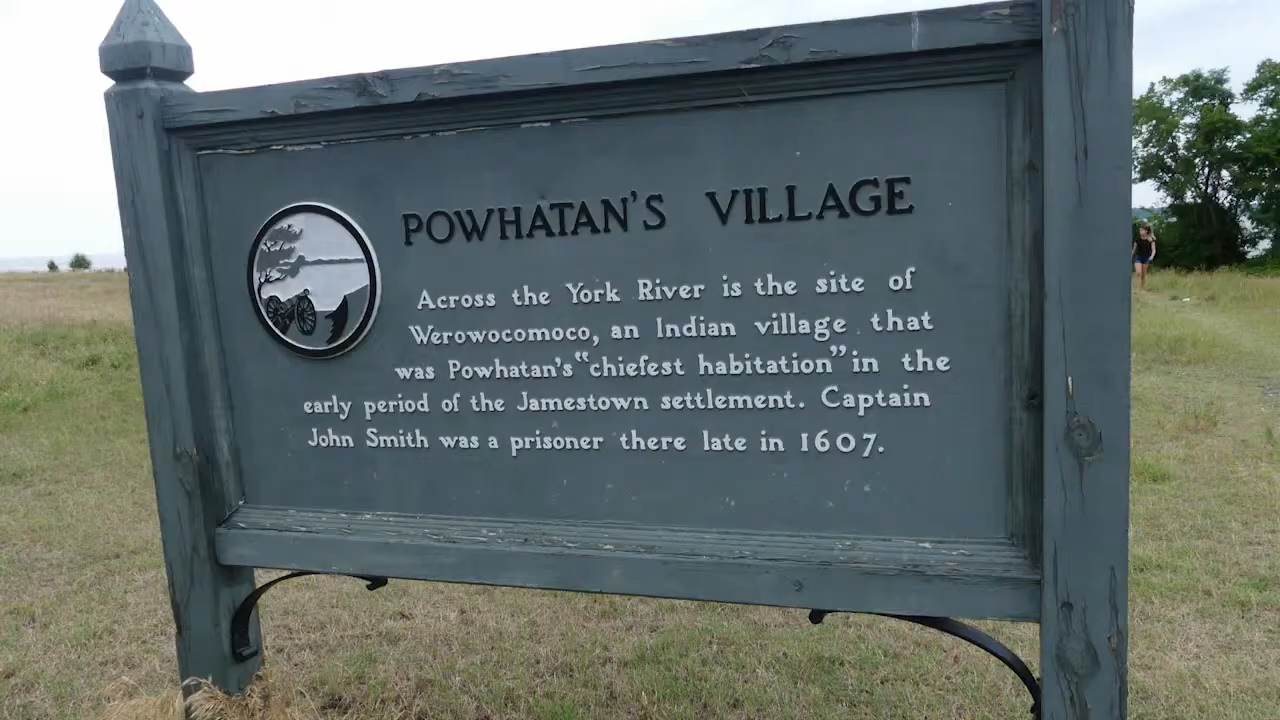 POWHATAN'S VILLAGE
Across the York River is the site of
Werowocomoco, an Indian village that
was Powhatan's "chiefest habitation" in the
early period of the Jamestown settlement. Captain
John Smith was a prisoner there late in 1607.